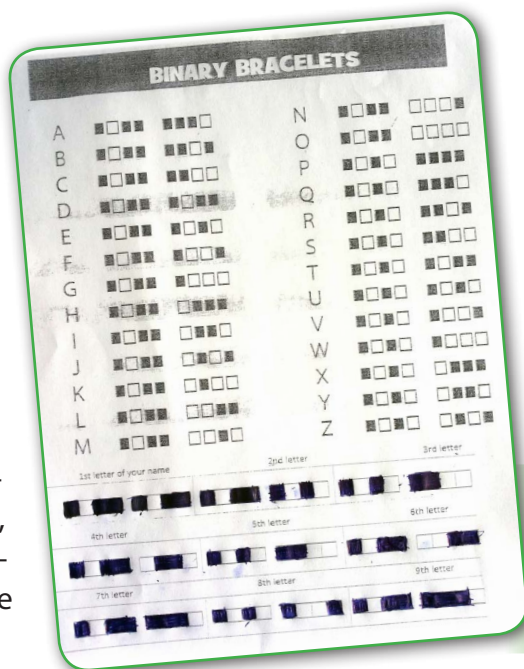 BINARY BRACELETS
A
B
C
D
E
F
G
H
I
J
K
L
M
N
O
P
Q
R
S
T
U
V
W
X
Y
Z
1st letter of your name
2nd letter
3rd letter
4th letter
5th letter
6th letter
7th letter
8th letter
9th letter
,
e